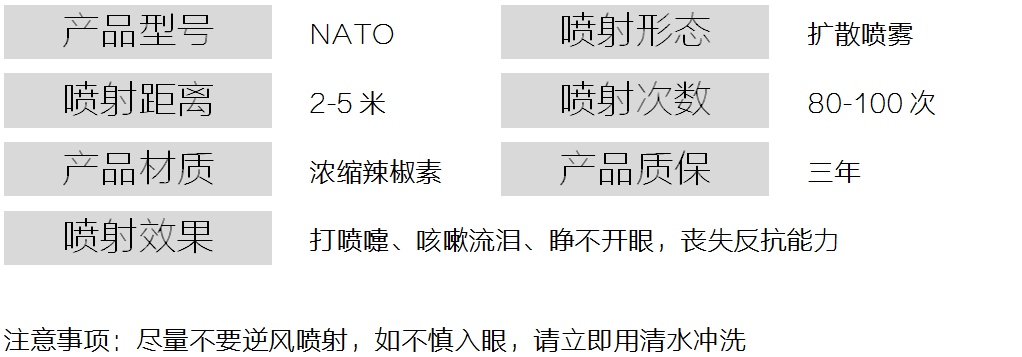 产品型号 NATO 喷射形态 扩散喷雾
喷射距离 2-5 米 喷射次数 80-100 次
产品材质 浓缩辣椒素 产品质保 三年
喷射效果 打喷嚏、咳嗽流泪、睁不开眼，丧失反抗能力
注意事项：尽量不要逆风喷射，如不慎入眼，请立即用清水冲洗